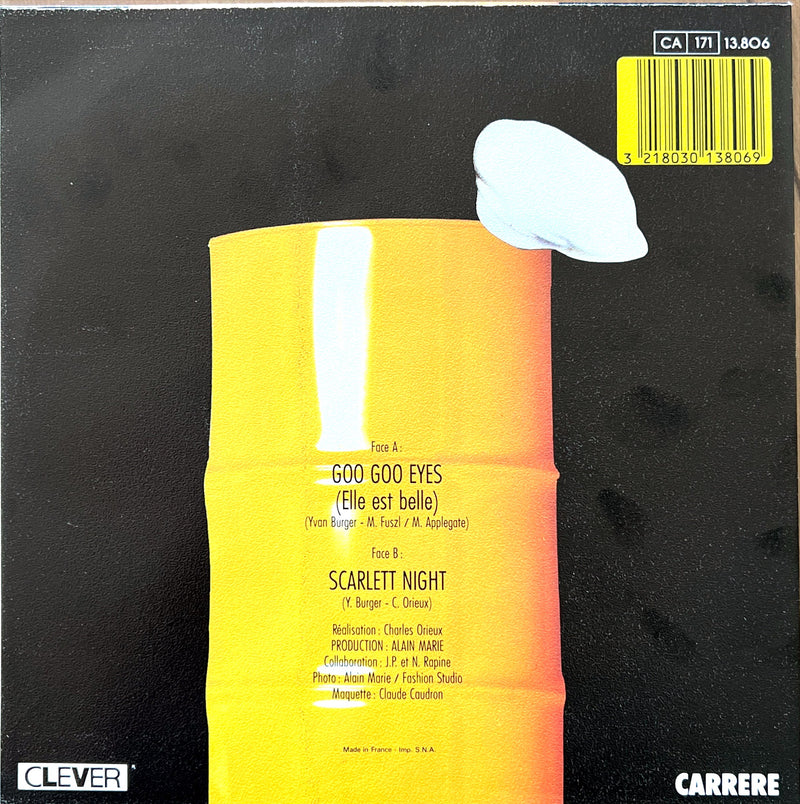 CA 171 13.806
3 218030 138069
Face A :
GOO GOO EYES
(Elle est belle)
(Yvan Burger - M. Fuszl / M. Applegate)
Face B :
SCARLETT NIGHT
(Y. Burger - C. Orieux)
Réalisation : Charles Orieux
PRODUCTION : ALAIN MARIE
Collaboration : J.P. et N. Rapine
Photo : Alain Marie / Fashion Studio
Maquette : Claude Caudron
Made in France - Imp. S.N.A.
CLEVER
CARRERE